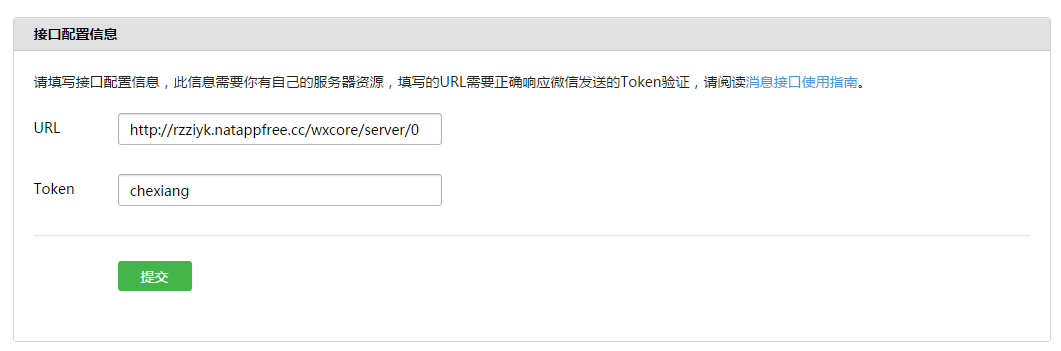 接口配置信息
请填写接口配置信息，此信息需要你有自己的服务器资源，填写的URL需要正确响应微信发送的Token验证，请阅读消息接口使用指南。
URL http://rzziyk.natappfree.cc/wxcore/server/0
Token chexiang
提交